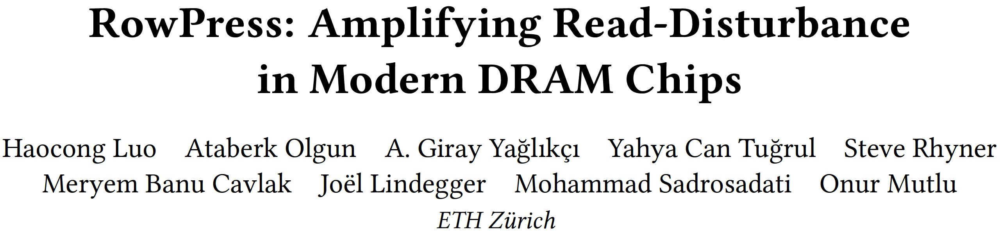 RowPress: Amplifying Read-Disturbance
in Modern DRAM Chips
Haocong Luo Ataberk Olgun A. Giray Yağlıkçı Yahya Can Tuğrul Steve Rhyner
Meryem Banu Cavlak Joël Lindegger Mohammad Sadrosadati Onur Mutlu
ETH Zürich